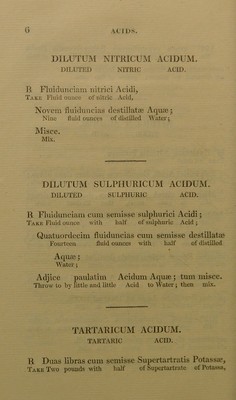 6 ACIDS.
DILUTUM NITRICUM ACIDUM.
DILUTED NITRIC ACID.
℞ Fluidunciam nitrici Acidi,
TAKE Fluid ounce of nitric Acid,
Novem fluiduncias destillatæ Aquæ;
Nine fluid ounces of distilled Water;
Misce.
Mix.
DILUTUM SULPHURICUM ACIDUM.
DILUTED SULPHURIC ACID.
℞ Fluidunciam cum semisse sulphurici Acidi;
TAKE Fluid ounce with half of sulphuric Acid;
Quatuordecim fluiduncias cum semisse destillatæ
Fourteen fluid ounces with half of distilled
Aquæ;
Water;
Adjice paulatim Acidum Aquæ; tum misce.
Throw to by little and little Acid to Water; then mix.
TARTARICUM ACIDUM.
TARTARIC ACID.
℞ Duas libras cum semisse Supertartratis Potassæ,
TAKE Two pounds with half of Supertartrate of Potassa,